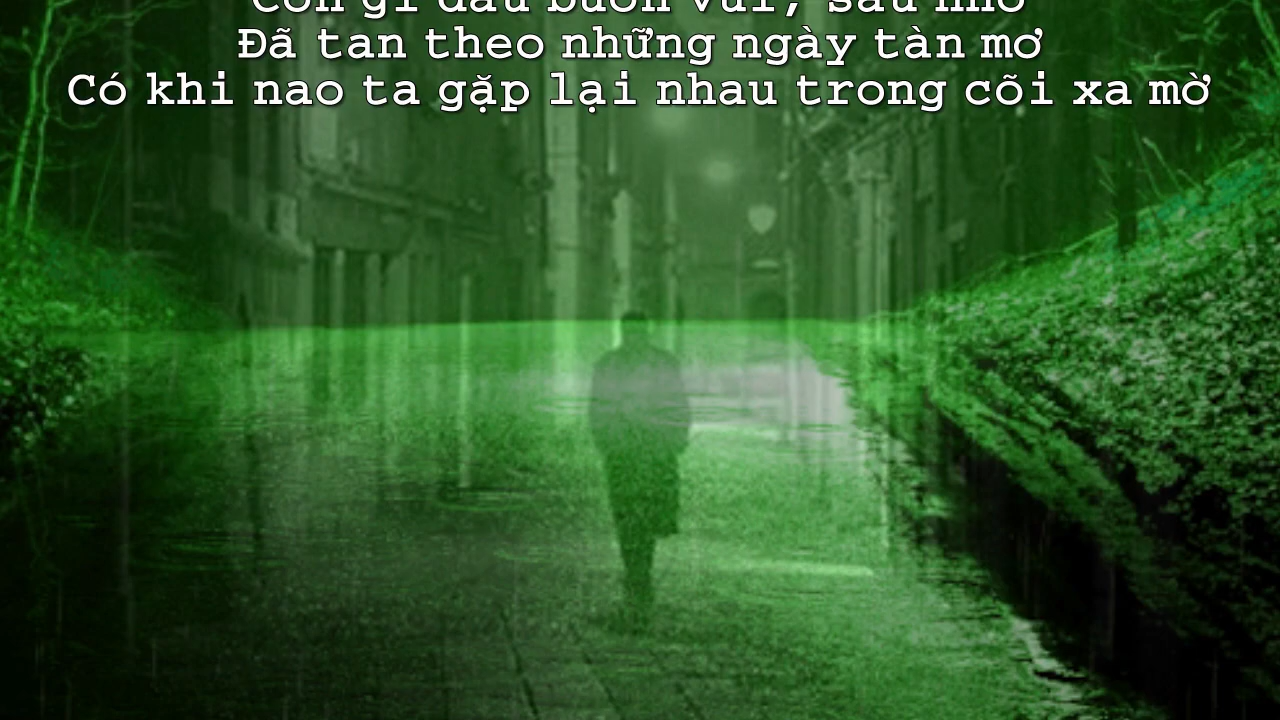 Còn gì đâu buồn vui, sầu nhớ
Đã tan theo những ngày tàn mơ
Có khi nao ta gặp lại nhau trong cõi xa mờ